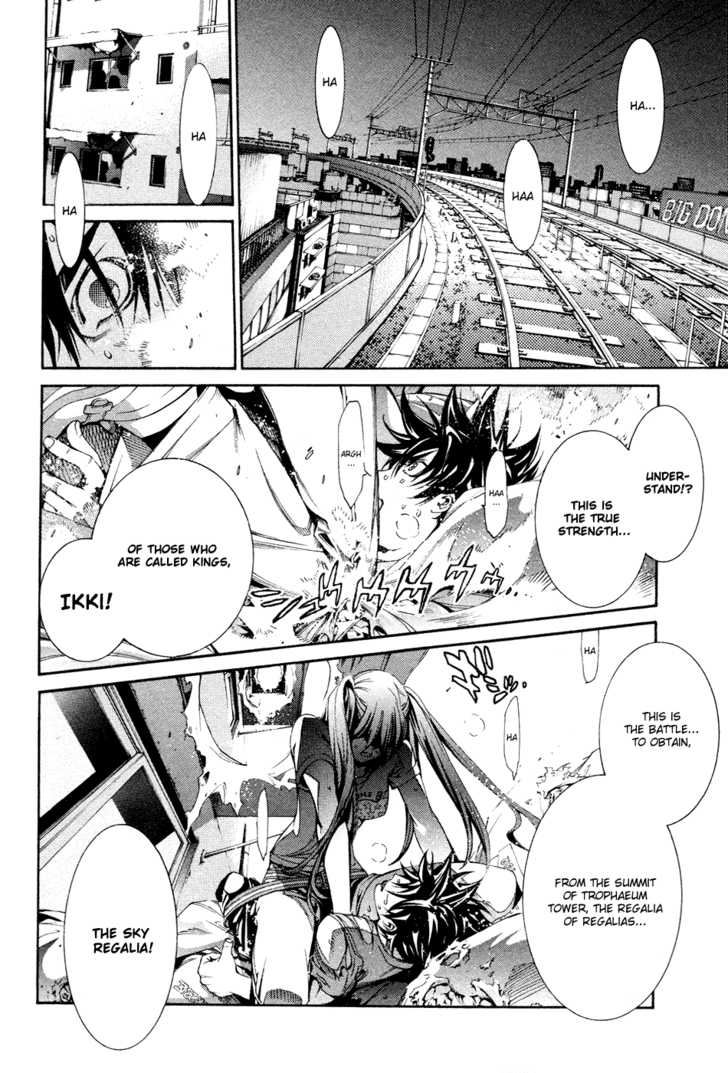 HA...
HAA
HA
HA
HA
BIG DON
UNDER-
STAND!?
THIS IS
THE TRUE
STRENGTH...
HAA
...
ARGH
...
OF THOSE WHO
ARE CALLED KINGS,
IKKI!
HA
THIS IS
THE BATTLE...
TO OBTAIN,
HA
FROM THE SUMMIT
OF TROPHAEUM
TOWER, THE REGALIA
OF REGALIAS...
THE SKY
REGALIA!